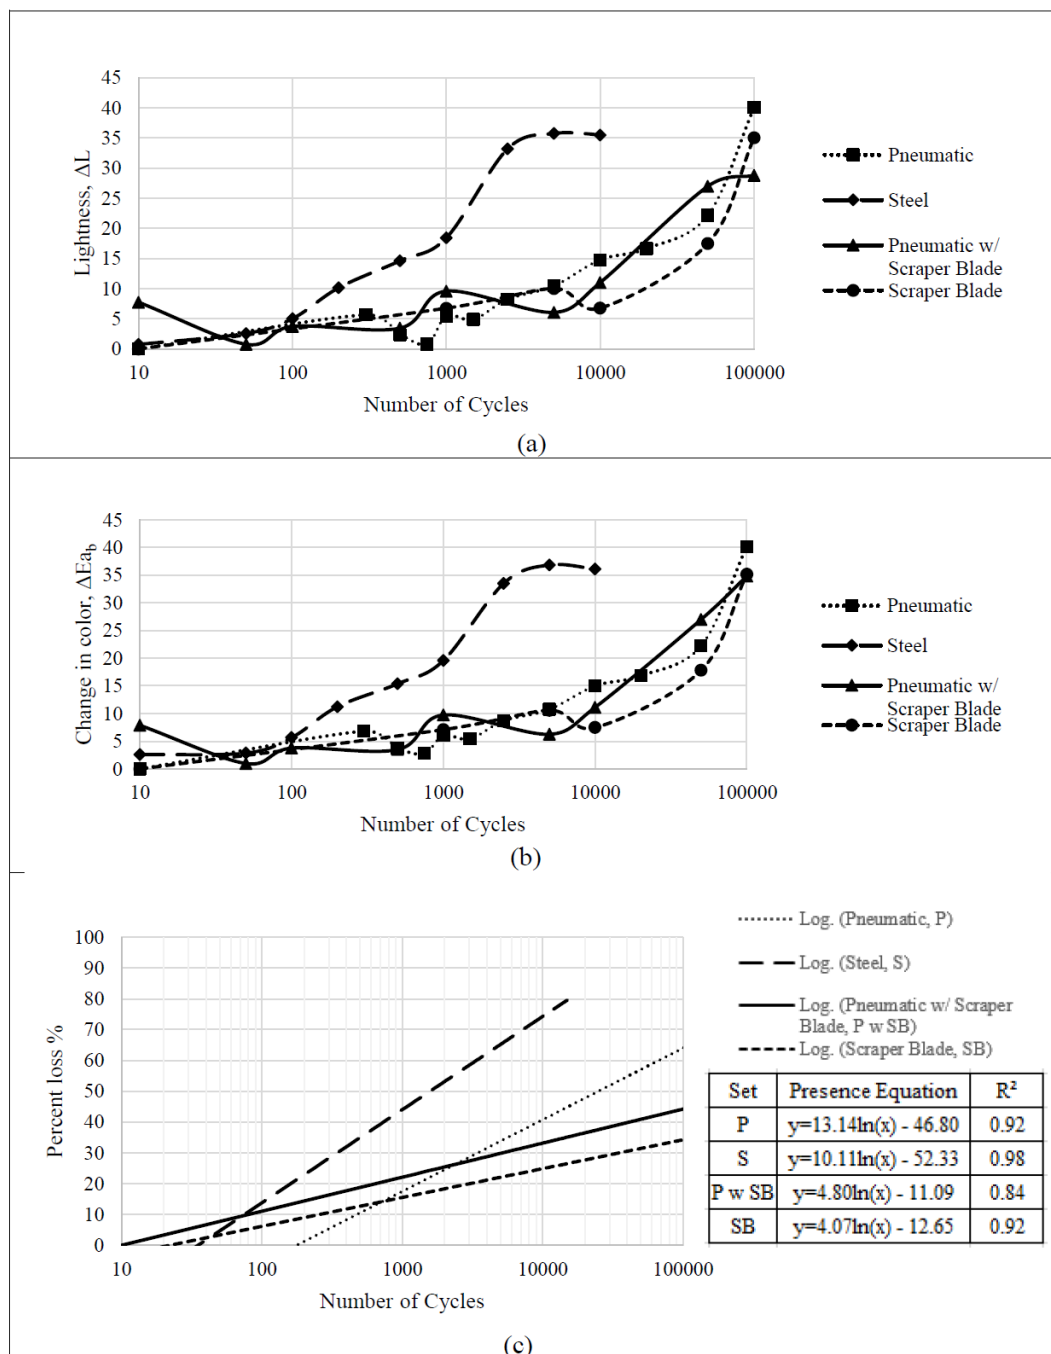 45
40
35
30
25
20
15
10
5
0
Lightness, ΔL
10 100 1000 10000 100000
Number of Cycles
Pneumatic
Steel
Pneumatic w/
Scraper Blade
Scraper Blade
(a)
45
40
35
30
25
20
15
10
5
0
Change in color, ΔEa_b
10 100 1000 10000 100000
Number of Cycles
Pneumatic
Steel
Pneumatic w/
Scraper Blade
Scraper Blade
(b)
100
90
80
70
60
50
40
30
20
10
0
Percent loss %
10 100 1000 10000 100000
Number of Cycles
Log. (Pneumatic, P)
Log. (Steel, S)
Log. (Pneumatic w/ Scraper
Blade, P w SB)
Log. (Scraper Blade, SB)
Set Presence Equation R²
P y=13.14ln(x) - 46.80 0.92
S y=10.11ln(x) - 52.33 0.98
P w SB y=4.80ln(x) - 11.09 0.84
SB y=4.07ln(x) - 12.65 0.92
(c)